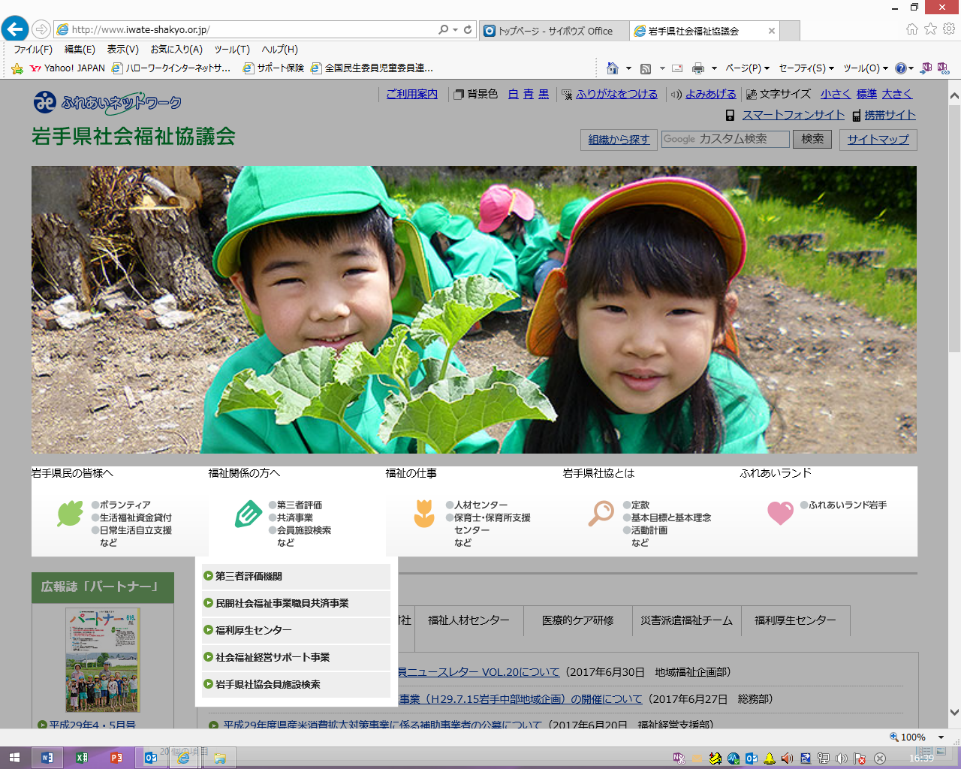 http://www.iwate-shakyo.or.jp/
トップページ - サイボウズ Office
岩手県社会福祉協議会
ファイル(F) 編集(E) 表示(V) お気に入り(A) ツール(T) ヘルプ(H)
Yahoo! JAPAN ハローワークインターネットサ... サポート保険 全国民生委員児童委員連...
ページ(P) セーフティ(S) ツール(O)
ふれあいネットワーク
岩手県社会福祉協議会
ご利用案内 背景色 白 青 黒 ふりがなをつける よみあげる 文字サイズ 小さく 標準 大きく
スマートフォンサイト 携帯サイト
組織から探す Google カスタム検索 検索 サイトマップ
岩手県民の皆様へ
●ボランティア
●生活福祉資金貸付
●日常生活自立支援
など
福祉関係の方へ
●第三者評価
●共済事業
●会員施設検索
など
福祉の仕事
●人材センター
●保育士・保育所支援
センター
など
岩手県社協とは
●定款
●基本目標と基本理念
●活動計画
など
ふれあいランド
●ふれあいランド岩手
第三者評価機関
民間社会福祉事業職員共済事業
福利厚生センター
社会福祉経営サポート事業
岩手県社協会員施設検索
広報誌「パートナー」
パートナー
平成29年4・5月号
福祉人材センター 医療的ケア研修 災害派遣福祉チーム 福利厚生センター
員ニュースレター VOL.20について（2017年6月30日 地域福祉企画部）
事業（H29.7.15岩手中部地域企画）の開催について（2017年6月27日 総務部）
平成29年度県産米消費拡大対策事業に係る補助事業者の公募について（2017年6月20日 福祉経営支援部）
100%
16:39